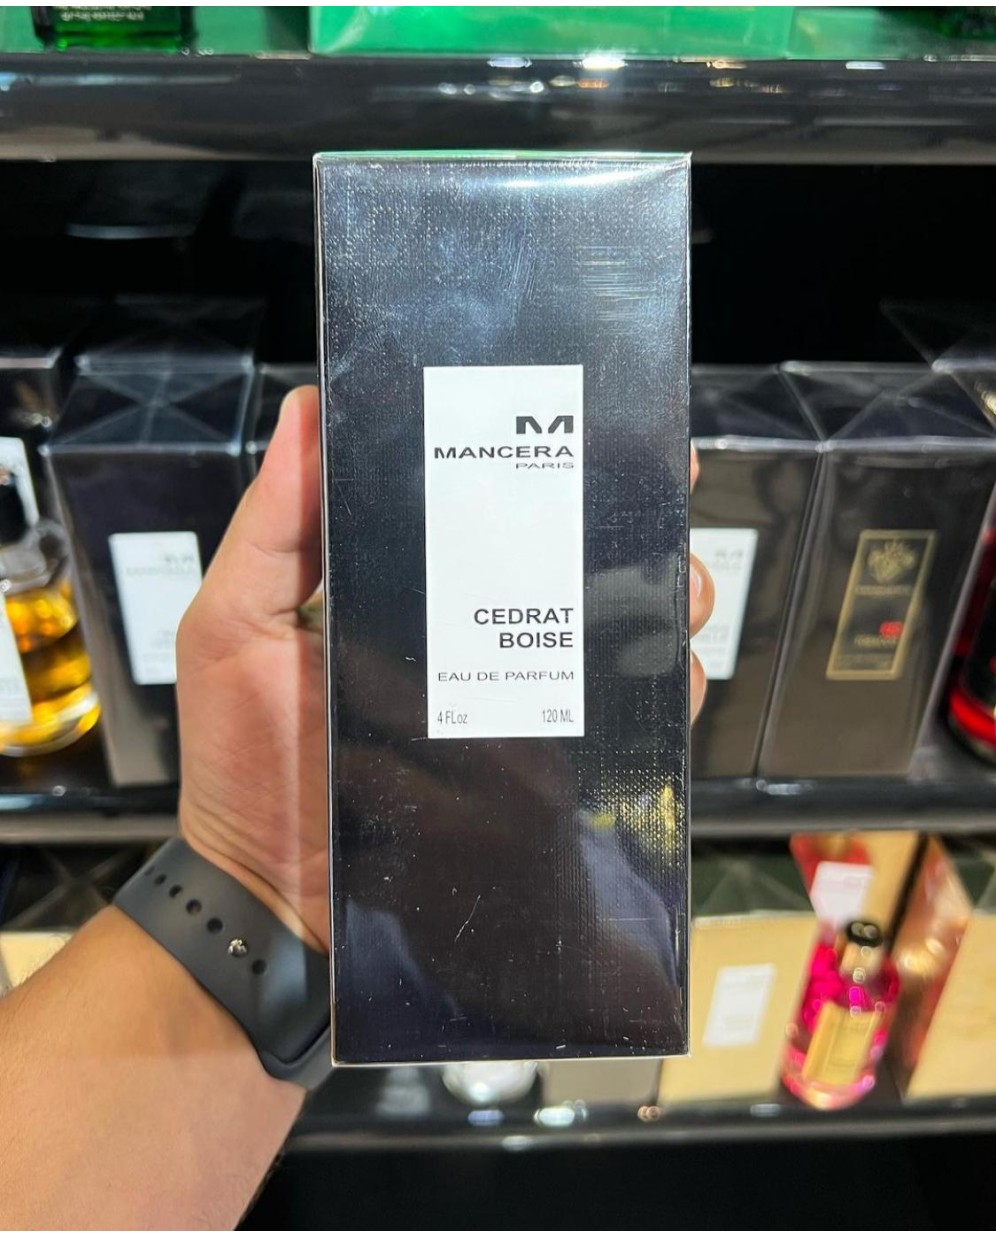 M
MANCERA
PARIS
CEDRAT
BOISE
EAU DE PARFUM
4 FLoz 120 ML